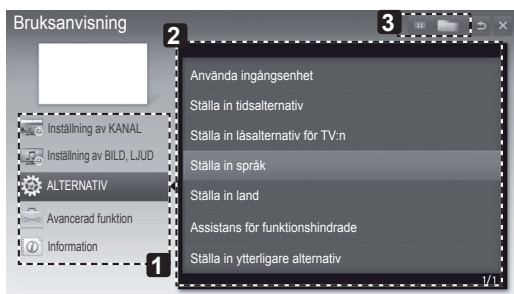 Bruksanvisning
3
2
Använda ingångsenhet
Ställa in tidsalternativ
Ställa in låsalternativ för TV:n
Ställa in språk
Ställa in land
Assistans för funktionshindrade
Ställa in ytterligare alternativ
1/1
Inställning av KANAL
Inställning av BILD, LJUD
ALTERNATIV
Avancerad funktion
Information
1